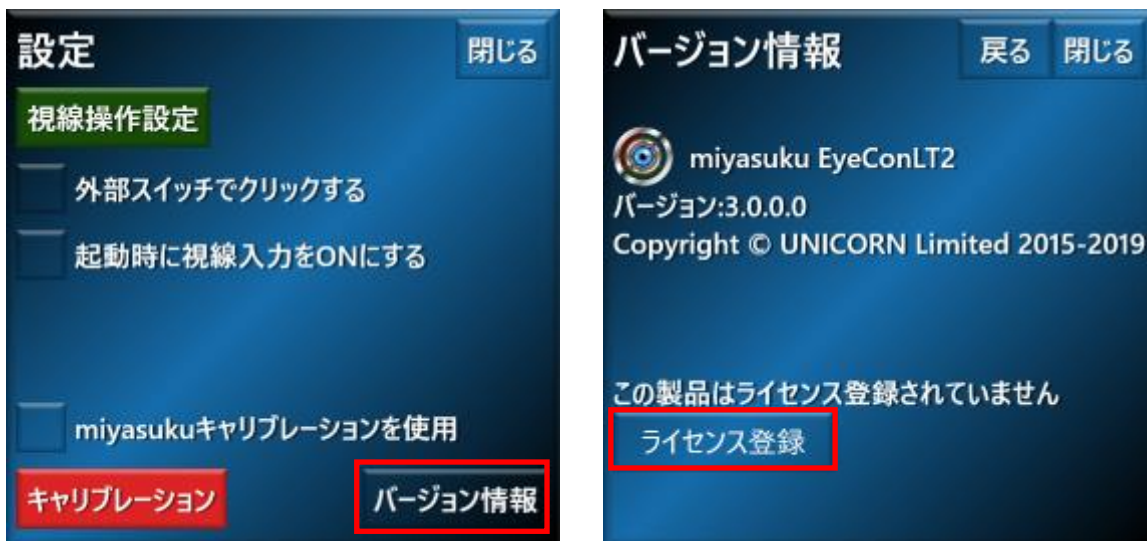 設定
閉じる
視線操作設定
外部スイッチでクリックする
起動時に視線入力をONにする
miyasukuキャリブレーションを使用
キャリブレーション
バージョン情報
バージョン情報
戻る
閉じる
miyasuku EyeConLT2
バージョン:3.0.0.0
Copyright © UNICORN Limited 2015-2019
この製品はライセンス登録されていません
ライセンス登録